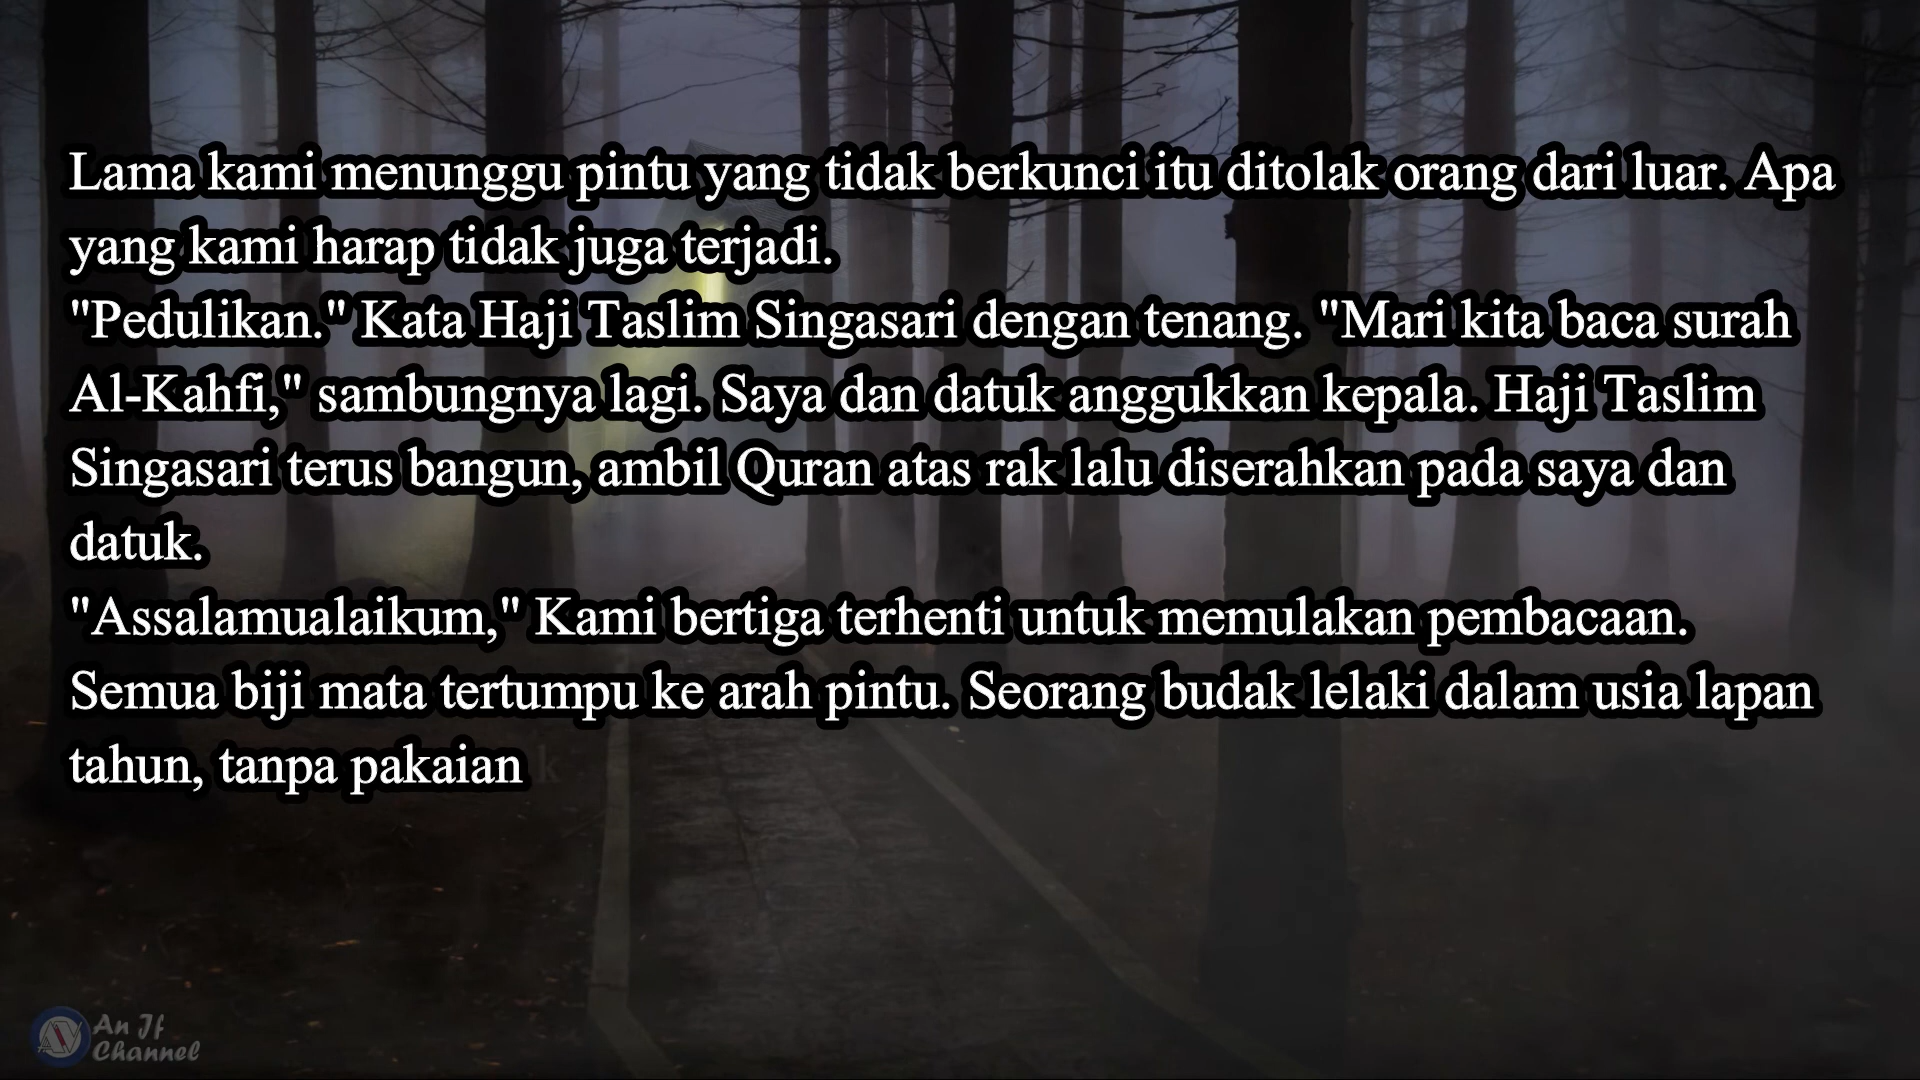 Lama kami menunggu pintu yang tidak berkunci itu ditolak orang dari luar. Apa
yang kami harap tidak juga terjadi.
"Pedulikan." Kata Haji Taslim Singasari dengan tenang. "Mari kita baca surah
Al-Kahfi," sambungnya lagi. Saya dan datuk anggukkan kepala. Haji Taslim
Singasari terus bangun, ambil Quran atas rak lalu diserahkan pada saya dan
datuk.
"Assalamualaikum," Kami bertiga terhenti untuk memulakan pembacaan.
Semua biji mata tertumpu ke arah pintu. Seorang budak lelaki dalam usia lapan
tahun, tanpa pakaian k
An If
Channel